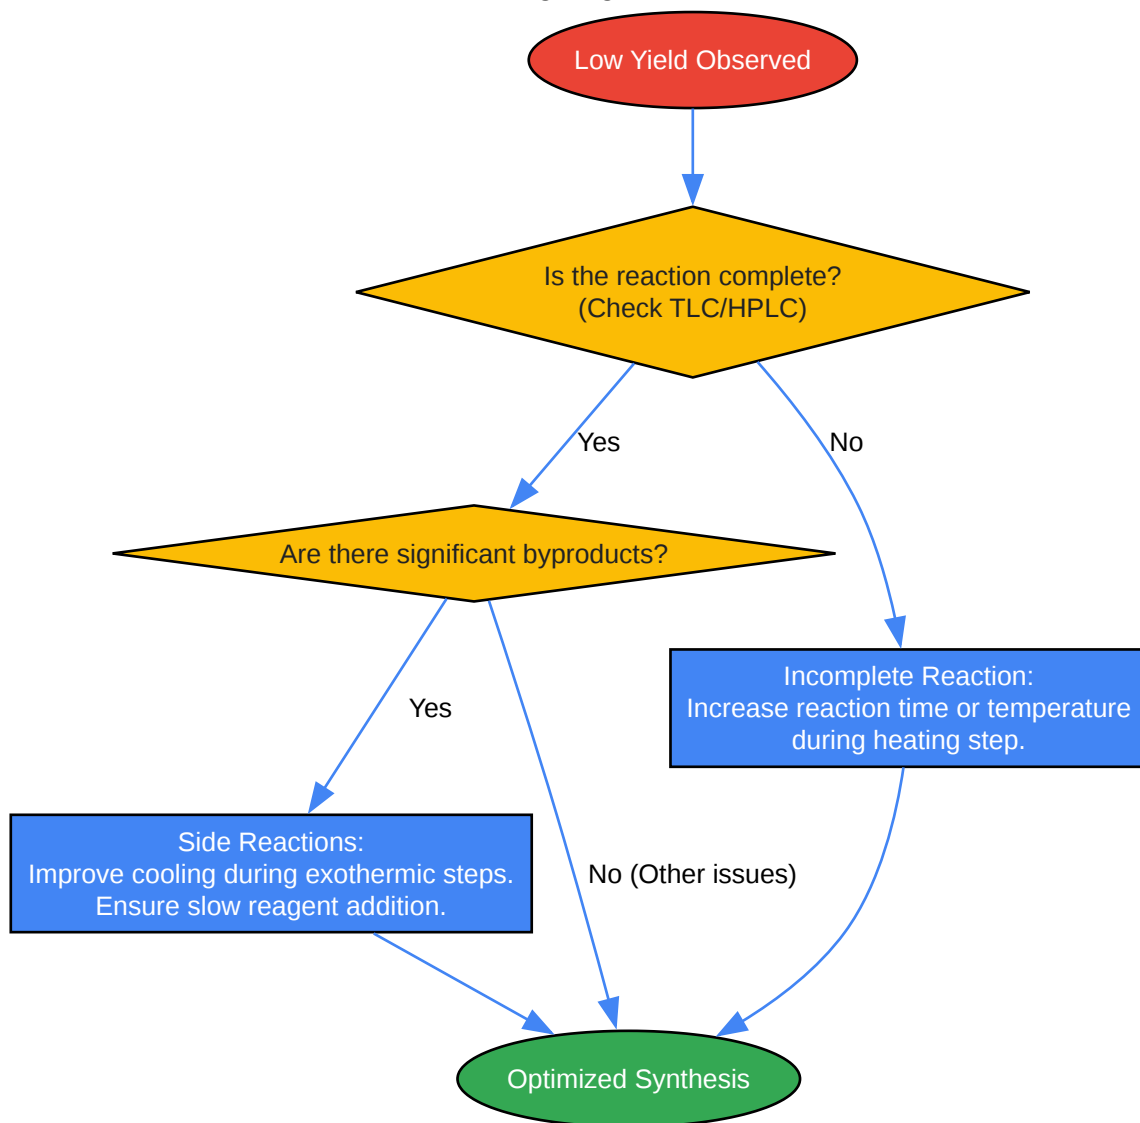 Low Yield Observed
Is the reaction complete?
(Check TLC/HPLC)
Yes
No
Are there significant byproducts?
Incomplete Reaction:
Increase reaction time or temperature
during heating step.
Yes
Side Reactions:
Improve cooling during exothermic steps.
Ensure slow reagent addition.
No (Other issues)
Optimized Synthesis